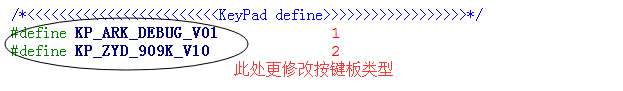 /*<<<<<<<<<<<<<<<<<<<<<<<<<KeyPad define>>>>>>>>>>>>>>>>>>*/
#define KP_ARK_DEBUG_V01 1
#define KP_ZYD_909K_V10 2
此处更修改按键板类型